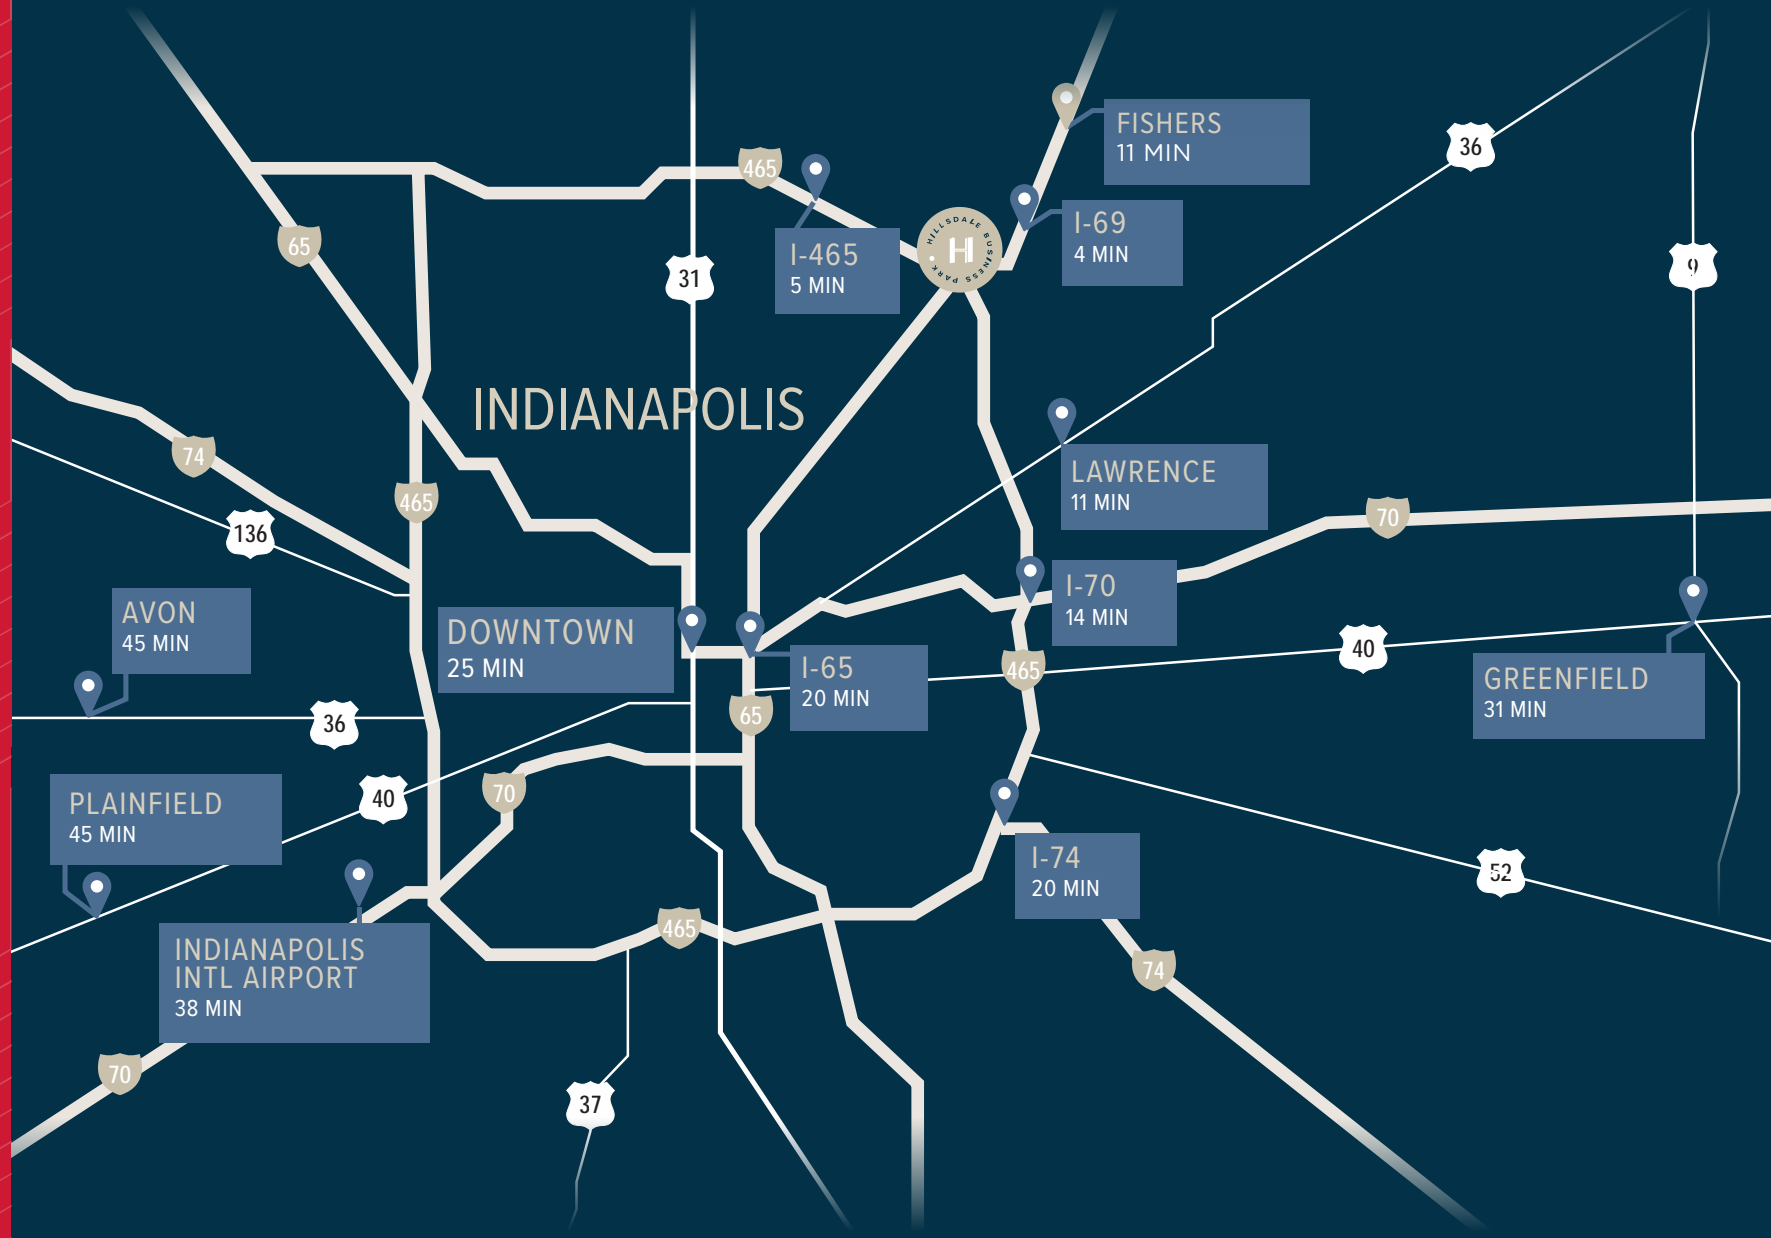 FISHERS
11 MIN
36
465
I-69
4 MIN
HILLSDALE BUSINESS PARK
H
65
I-465
5 MIN
31
9
INDIANAPOLIS
74
465
LAWRENCE
11 MIN
70
136
I-70
14 MIN
AVON
45 MIN
DOWNTOWN
25 MIN
40
I-65
20 MIN
465
GREENFIELD
31 MIN
65
36
70
40
PLAINFIELD
45 MIN
I-74
20 MIN
52
465
INDIANAPOLIS
INTL AIRPORT
38 MIN
74
70
37